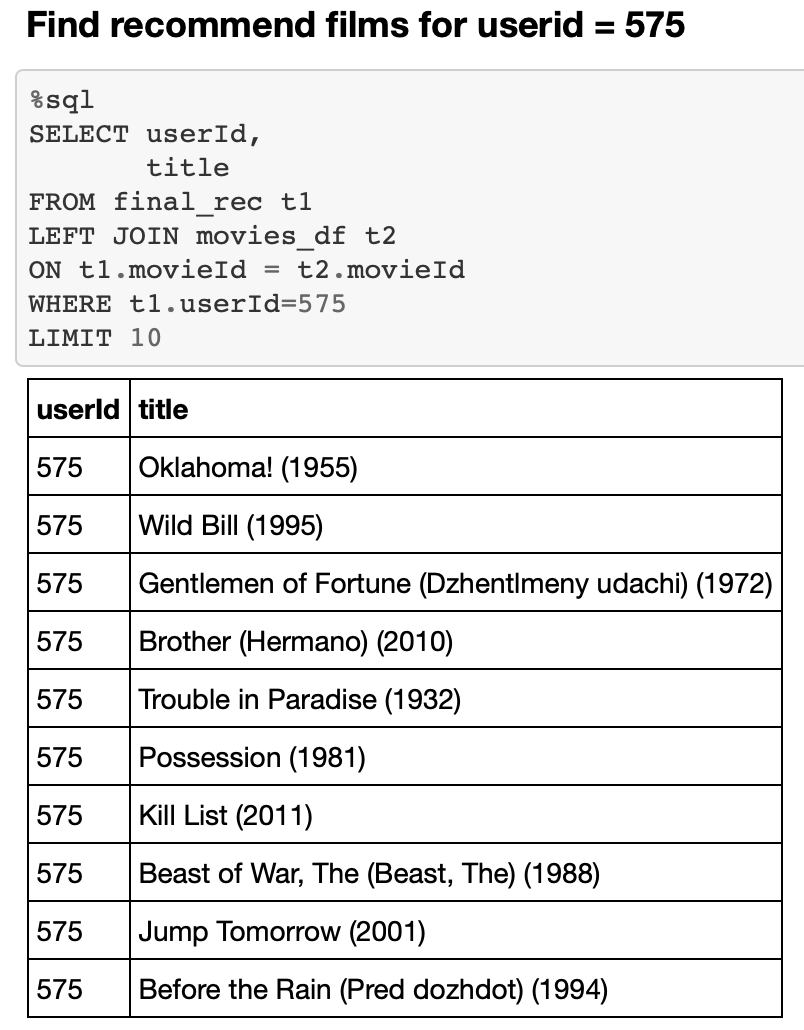 Find recommend films for userid = 575
%sql
SELECT userId,
       title
FROM final_rec t1
LEFT JOIN movies_df t2
ON t1.movieId = t2.movieId
WHERE t1.userId=575
LIMIT 10
userId title
575 Oklahoma! (1955)
575 Wild Bill (1995)
575 Gentlemen of Fortune (Dzhentlmeny udachi) (1972)
575 Brother (Hermano) (2010)
575 Trouble in Paradise (1932)
575 Possession (1981)
575 Kill List (2011)
575 Beast of War, The (Beast, The) (1988)
575 Jump Tomorrow (2001)
575 Before the Rain (Pred dozhdot) (1994)